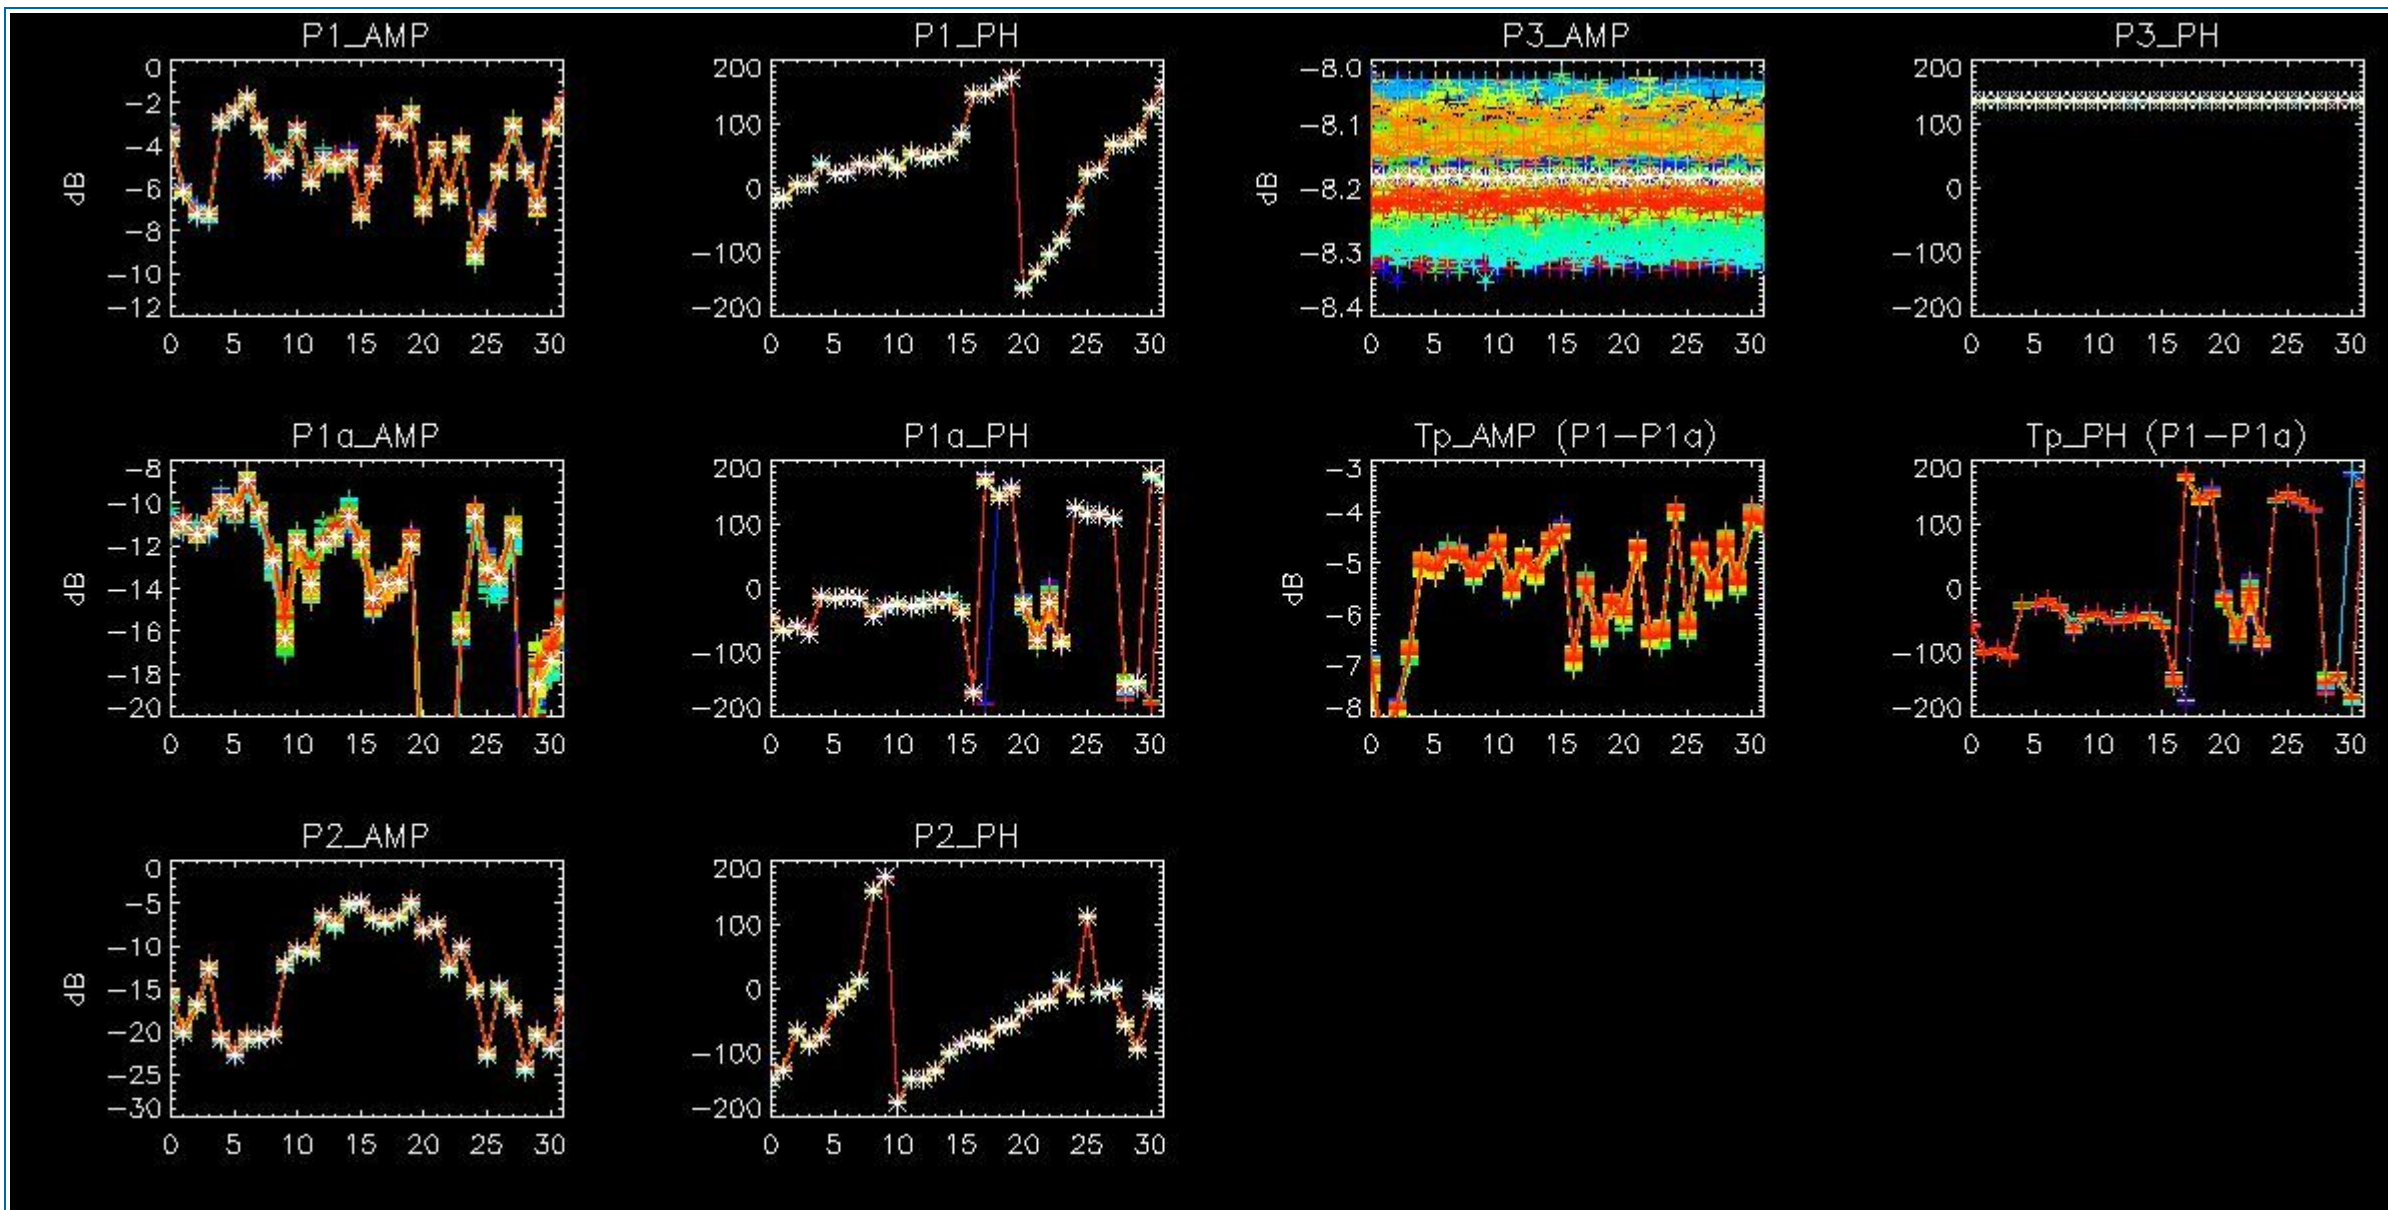 P1_AMP P1_PH P3_AMP P3_PH
0 200 -8.0 200
-2 100 -8.1 100
-4 0 -8.2 0
-6 -100 -8.3 -100
-8 -200 -8.4 -200
-10
-12
dB dB
0 5 10 15 20 25 30 0 5 10 15 20 25 30 0 5 10 15 20 25 30 0 5 10 15 20 25 30
P1a_AMP P1a_PH Tp_AMP (P1-P1a) Tp_PH (P1-P1a)
-8 200 -3 200
-10 100 -4 100
-12 0 -5 0
-14 -100 -6 -100
-16 -200 -7 -200
-18 -8
-20
dB dB
0 5 10 15 20 25 30 0 5 10 15 20 25 30 0 5 10 15 20 25 30 0 5 10 15 20 25 30
P2_AMP P2_PH
0 200
-5 100
-10 0
-15 -100
-20 -200
-25
-30
dB
0 5 10 15 20 25 30 0 5 10 15 20 25 30